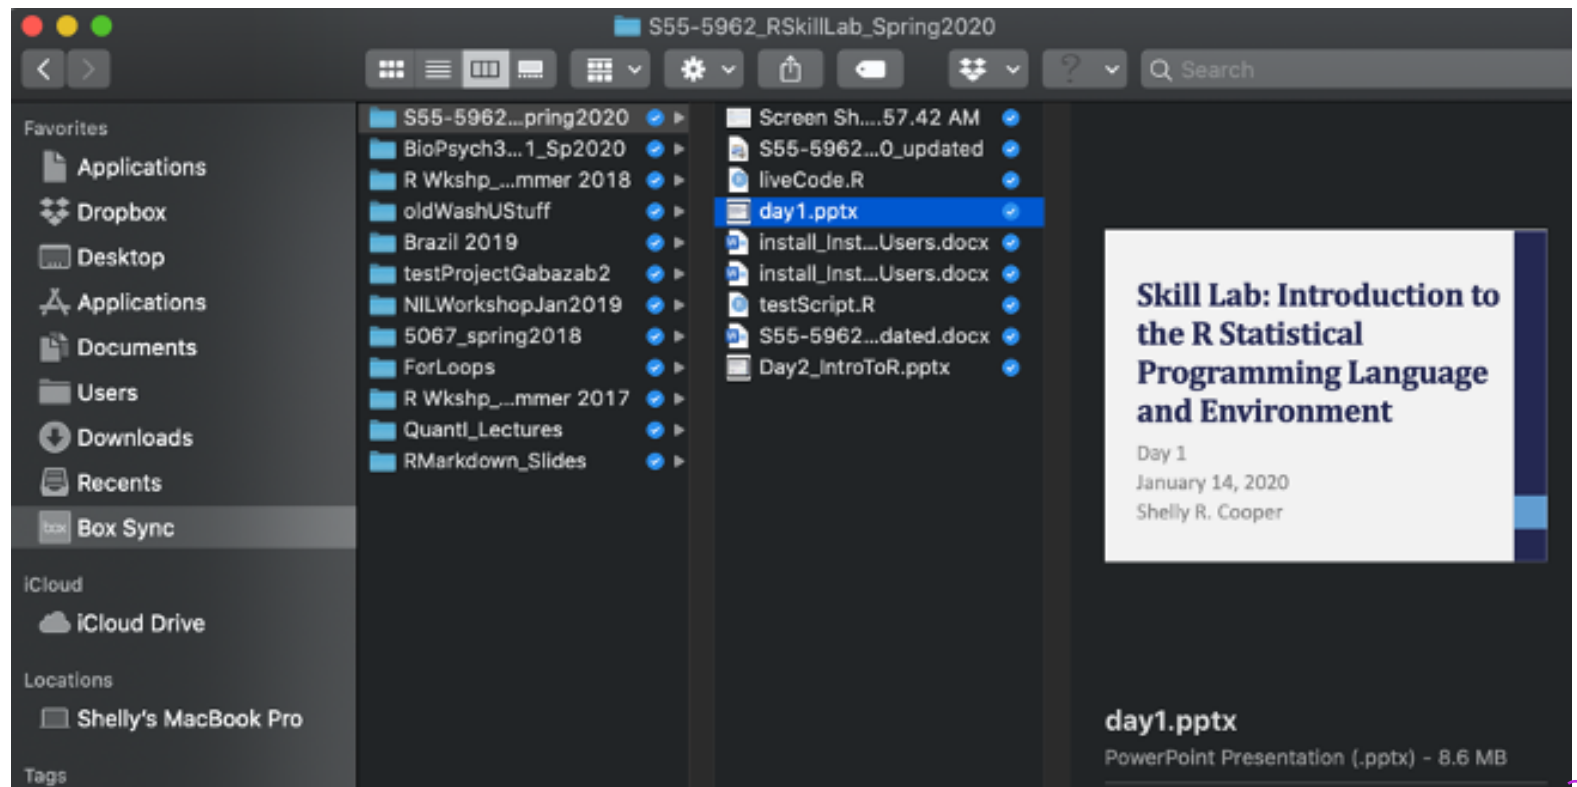 S55-5962_RSkillLab_Spring2020
Search
Favorites
Applications
Dropbox
Desktop
Applications
Documents
Users
Downloads
Recents
box Box Sync
iCloud
iCloud Drive
Locations
Shelly's MacBook Pro
Tags
S55-5962...pring2020
BioPsych3...1_Sp2020
R Wkshp_...mmer 2018
oldWashUStuff
Brazil 2019
testProjectGabazab2
NILWorkshopJan2019
5067_spring2018
ForLoops
R Wkshp_...mmer 2017
QuantI_Lectures
RMarkdown_Slides
Screen Sh....57.42 AM
S55-5962...0_updated
liveCode.R
day1.pptx
install_Inst...Users.docx
install_Inst...Users.docx
testScript.R
S55-5962...dated.docx
Day2_IntroToR.pptx
Skill Lab: Introduction to
the R Statistical
Programming Language
and Environment
Day 1
January 14, 2020
Shelly R. Cooper
day1.pptx
PowerPoint Presentation (.pptx) - 8.6 MB